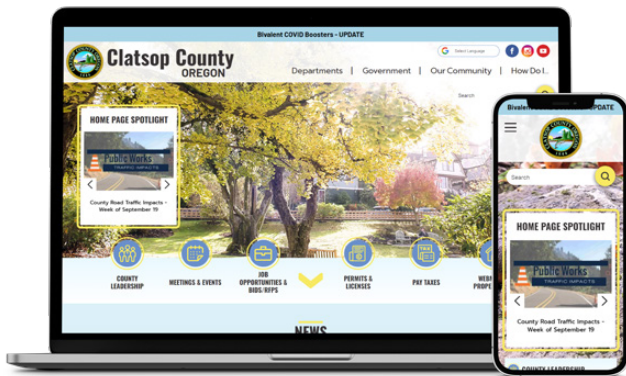 Bivalent COVID Boosters - UPDATE
Clatsop County
OREGON
Select Language
Departments | Government | Our Community | How Do I...
Search
HOME PAGE SPOTLIGHT
Public Works
TRAFFIC IMPACTS
County Road Traffic Impacts -
Week of September 19
COUNTY
LEADERSHIP
MEETINGS & EVENTS
JOB
OPPORTUNITIES &
BIDS/RFPS
PERMITS &
LICENSES
TAX
PAY TAXES
NEWS
Bivalent
UPDATE
Search
HOME PAGE SPOTLIGHT
Public Works
TRAFFIC IMPACTS
County Road Traffic Impacts -
Week of September 19
COUNTY LEADERSHIP